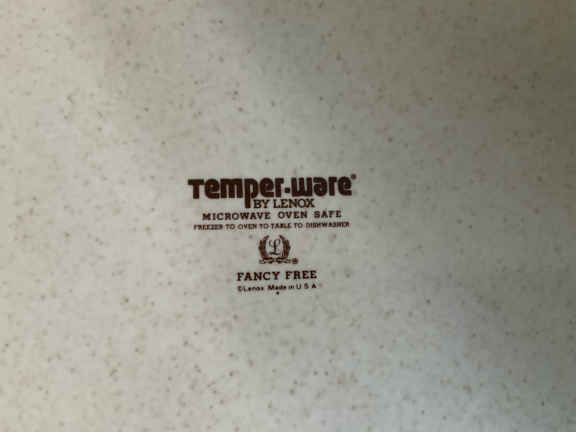 Temper-ware®
BY LENOX
MICROWAVE OVEN SAFE
FREEZER TO OVEN TO TABLE TO DISHWASHER
L ®
FANCY FREE
©Lenox Made in U S A